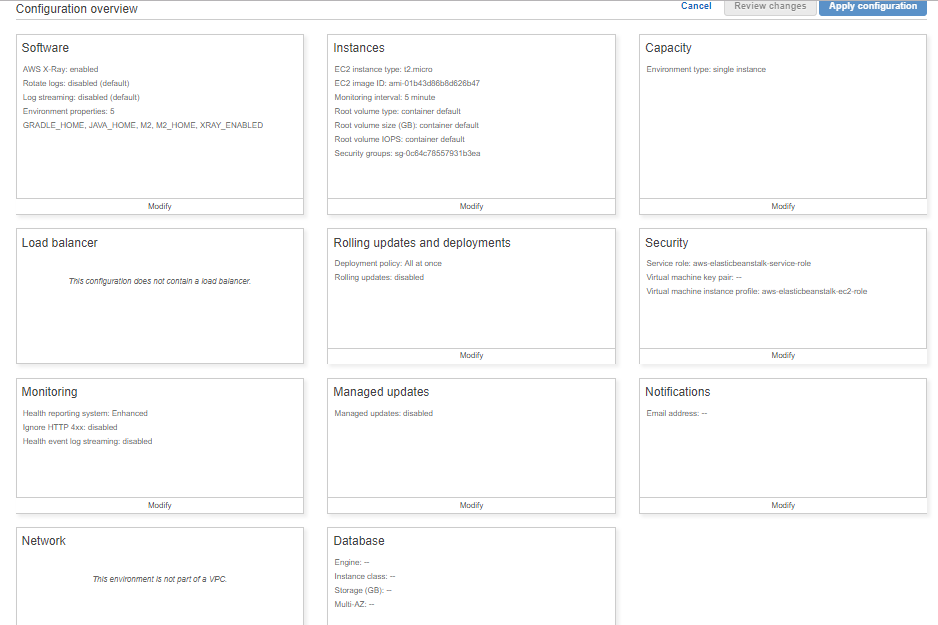 Configuration overview
Cancel
Review changes
Apply configuration
Software
AWS X-Ray: enabled
Rotate logs: disabled (default)
Log streaming: disabled (default)
Environment properties: 5
GRADLE_HOME, JAVA_HOME, M2, M2_HOME, XRAY_ENABLED
Modify
Instances
EC2 instance type: t2.micro
EC2 image ID: ami-01b43d86b8d626b47
Monitoring interval: 5 minute
Root volume type: container default
Root volume size (GB): container default
Root volume IOPS: container default
Security groups: sg-0c64c78557931b3ea
Modify
Capacity
Environment type: single instance
Modify
Load balancer
This configuration does not contain a load balancer.
Rolling updates and deployments
Deployment policy: All at once
Rolling updates: disabled
Modify
Security
Service role: aws-elasticbeanstalk-service-role
Virtual machine key pair: --
Virtual machine instance profile: aws-elasticbeanstalk-ec2-role
Modify
Monitoring
Health reporting system: Enhanced
Ignore HTTP 4xx: disabled
Health event log streaming: disabled
Modify
Managed updates
Managed updates: disabled
Modify
Notifications
Email address: --
Modify
Network
This environment is not part of a VPC.
Database
Engine: --
Instance class: --
Storage (GB): --
Multi-AZ: --